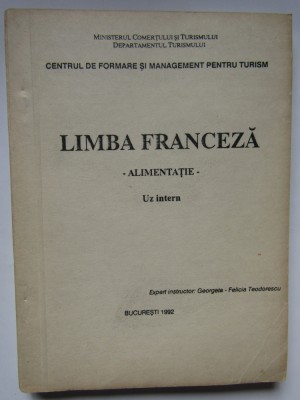 MINISTERUL COMERȚULUI ȘI TURISMULUI
DEPARTAMENTUL TURISMULUI
CENTRUL DE FORMARE ȘI MANAGEMENT PENTRU TURISM
LIMBA FRANCEZĂ
- ALIMENTAȚIE -
Uz intern
Expert instructor: Georgeta - Felicia Teodorescu
BUCUREȘTI 1992